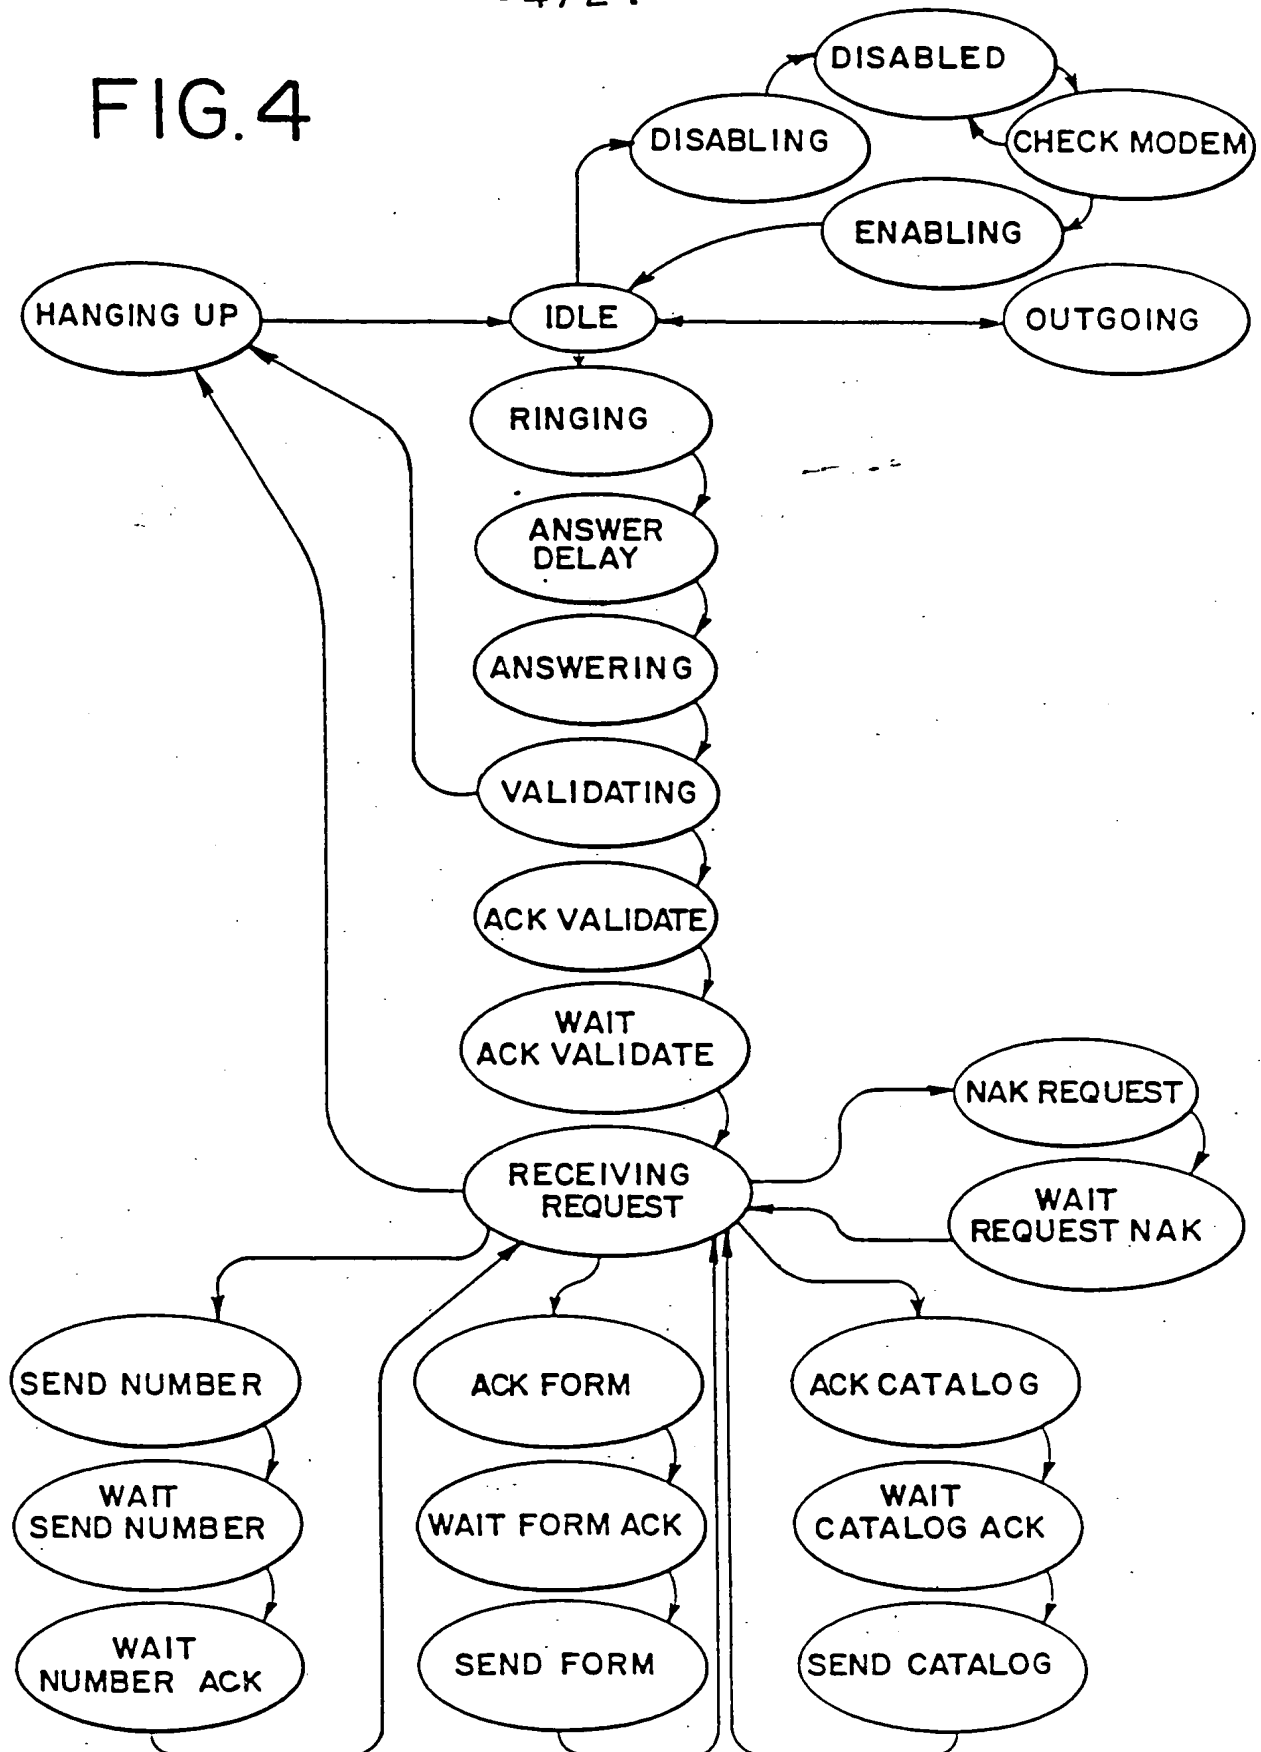 FIG. 4
DISABLED
DISABLING
CHECK MODEM
ENABLING
HANGING UP
IDLE
OUTGOING
RINGING
ANSWER
DELAY
ANSWERING
VALIDATING
ACK VALIDATE
WAIT
ACK VALIDATE
NAK REQUEST
RECEIVING
REQUEST
WAIT
REQUEST NAK
SEND NUMBER
ACK FORM
ACK CATALOG
WAIT
SEND NUMBER
WAIT FORM ACK
WAIT
CATALOG ACK
WAIT
NUMBER ACK
SEND FORM
SEND CATALOG